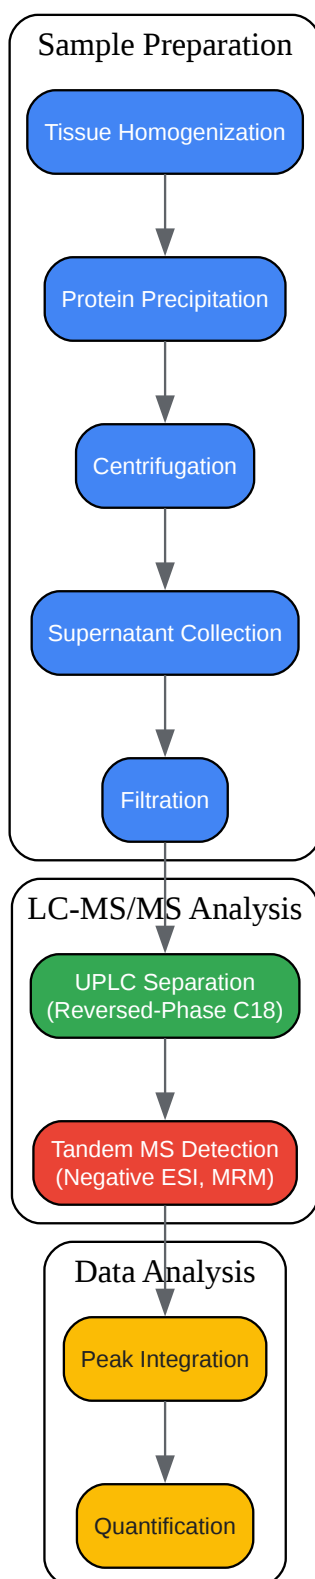 Sample Preparation
Tissue Homogenization
Protein Precipitation
Centrifugation
Supernatant Collection
Filtration
LC-MS/MS Analysis
UPLC Separation
(Reversed-Phase C18)
Tandem MS Detection
(Negative ESI, MRM)
Data Analysis
Peak Integration
Quantification